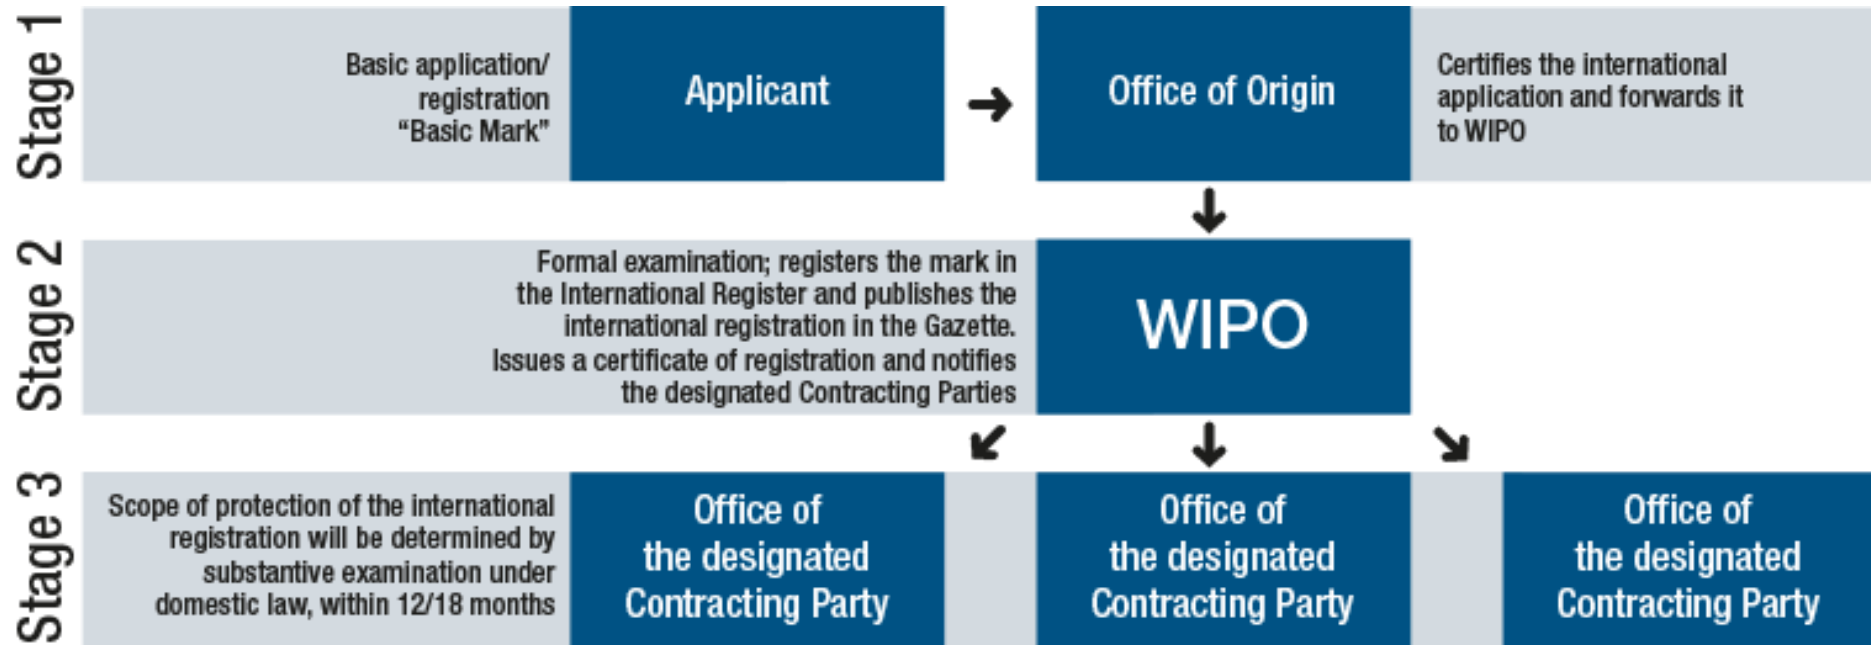 Stage 1
Basic application/
registration
“Basic Mark”
Applicant
Office of Origin
Certifies the international
application and forwards it
to WIPO
Stage 2
Formal examination; registers the mark in
the International Register and publishes the
international registration in the Gazette.
Issues a certificate of registration and notifies
the designated Contracting Parties
WIPO
Stage 3
Scope of protection of the international
registration will be determined by
substantive examination under
domestic law, within 12/18 months
Office of
the designated
Contracting Party
Office of
the designated
Contracting Party
Office of
the designated
Contracting Party